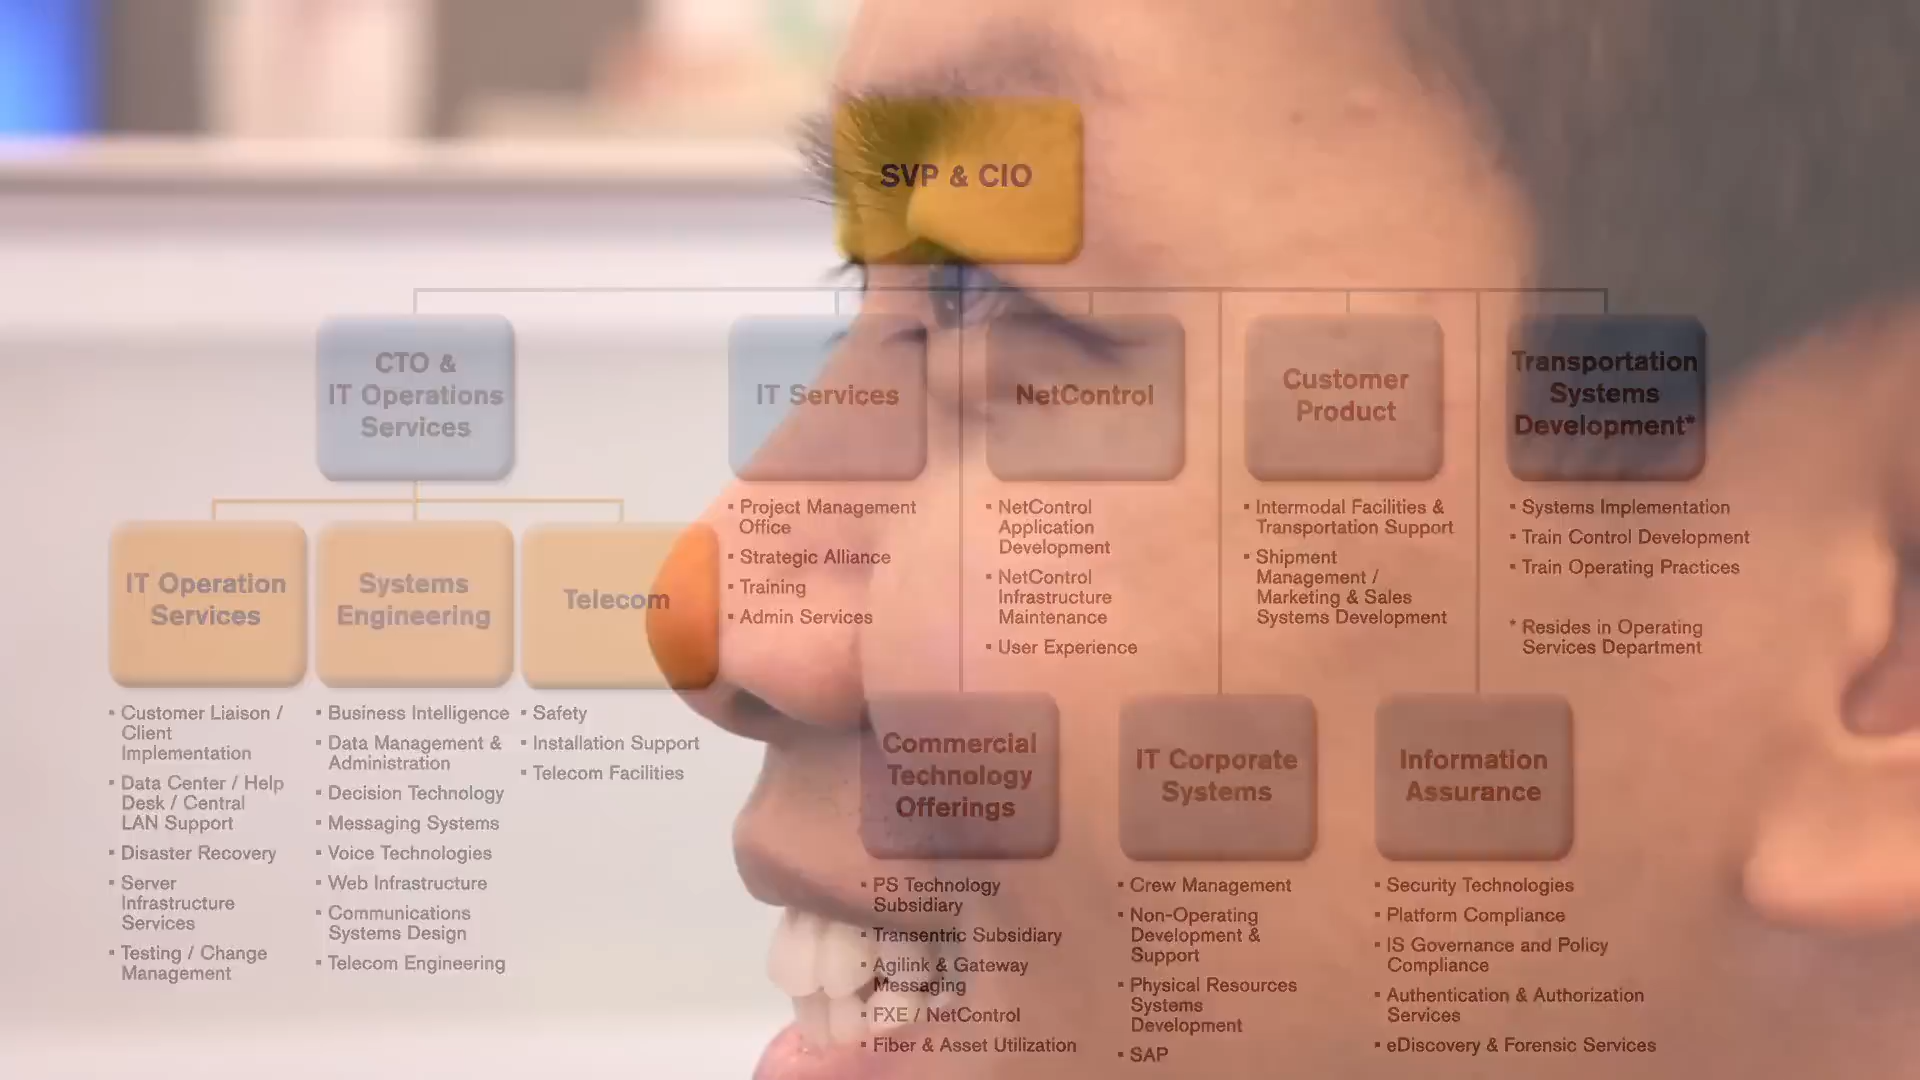 SVP & CIO
CTO &
IT Operations
Services
IT Services
NetControl
Customer
Product
Transportation
Systems
Development*
IT Operation
Services
Systems
Engineering
Telecom
▪ Project Management
Office
▪ Strategic Alliance
▪ Training
▪ Admin Services
▪ NetControl
Application
Development
▪ NetControl
Infrastructure
Maintenance
▪ User Experience
▪ Intermodal Facilities &
Transportation Support
▪ Shipment
Management /
Marketing & Sales
Systems Development
▪ Systems Implementation
▪ Train Control Development
▪ Train Operating Practices
* Resides in Operating
Services Department
▪ Customer Liaison /
Client
Implementation
▪ Data Center / Help
Desk / Central
LAN Support
▪ Disaster Recovery
▪ Server
Infrastructure
Services
▪ Testing / Change
Management
▪ Business Intelligence
▪ Data Management &
Administration
▪ Decision Technology
▪ Messaging Systems
▪ Voice Technologies
▪ Web Infrastructure
▪ Communications
Systems Design
▪ Telecom Engineering
▪ Safety
▪ Installation Support
▪ Telecom Facilities
Commercial
Technology
Offerings
IT Corporate
Systems
Information
Assurance
▪ PS Technology
Subsidiary
▪ Transentric Subsidiary
▪ Agilink & Gateway
Messaging
▪ FXE / NetControl
▪ Fiber & Asset Utilization
▪ Crew Management
▪ Non-Operating
Development &
Support
▪ Physical Resources
Systems
Development
▪ SAP
▪ Security Technologies
▪ Platform Compliance
▪ IS Governance and Policy
Compliance
▪ Authentication & Authorization
Services
▪ eDiscovery & Forensic Services